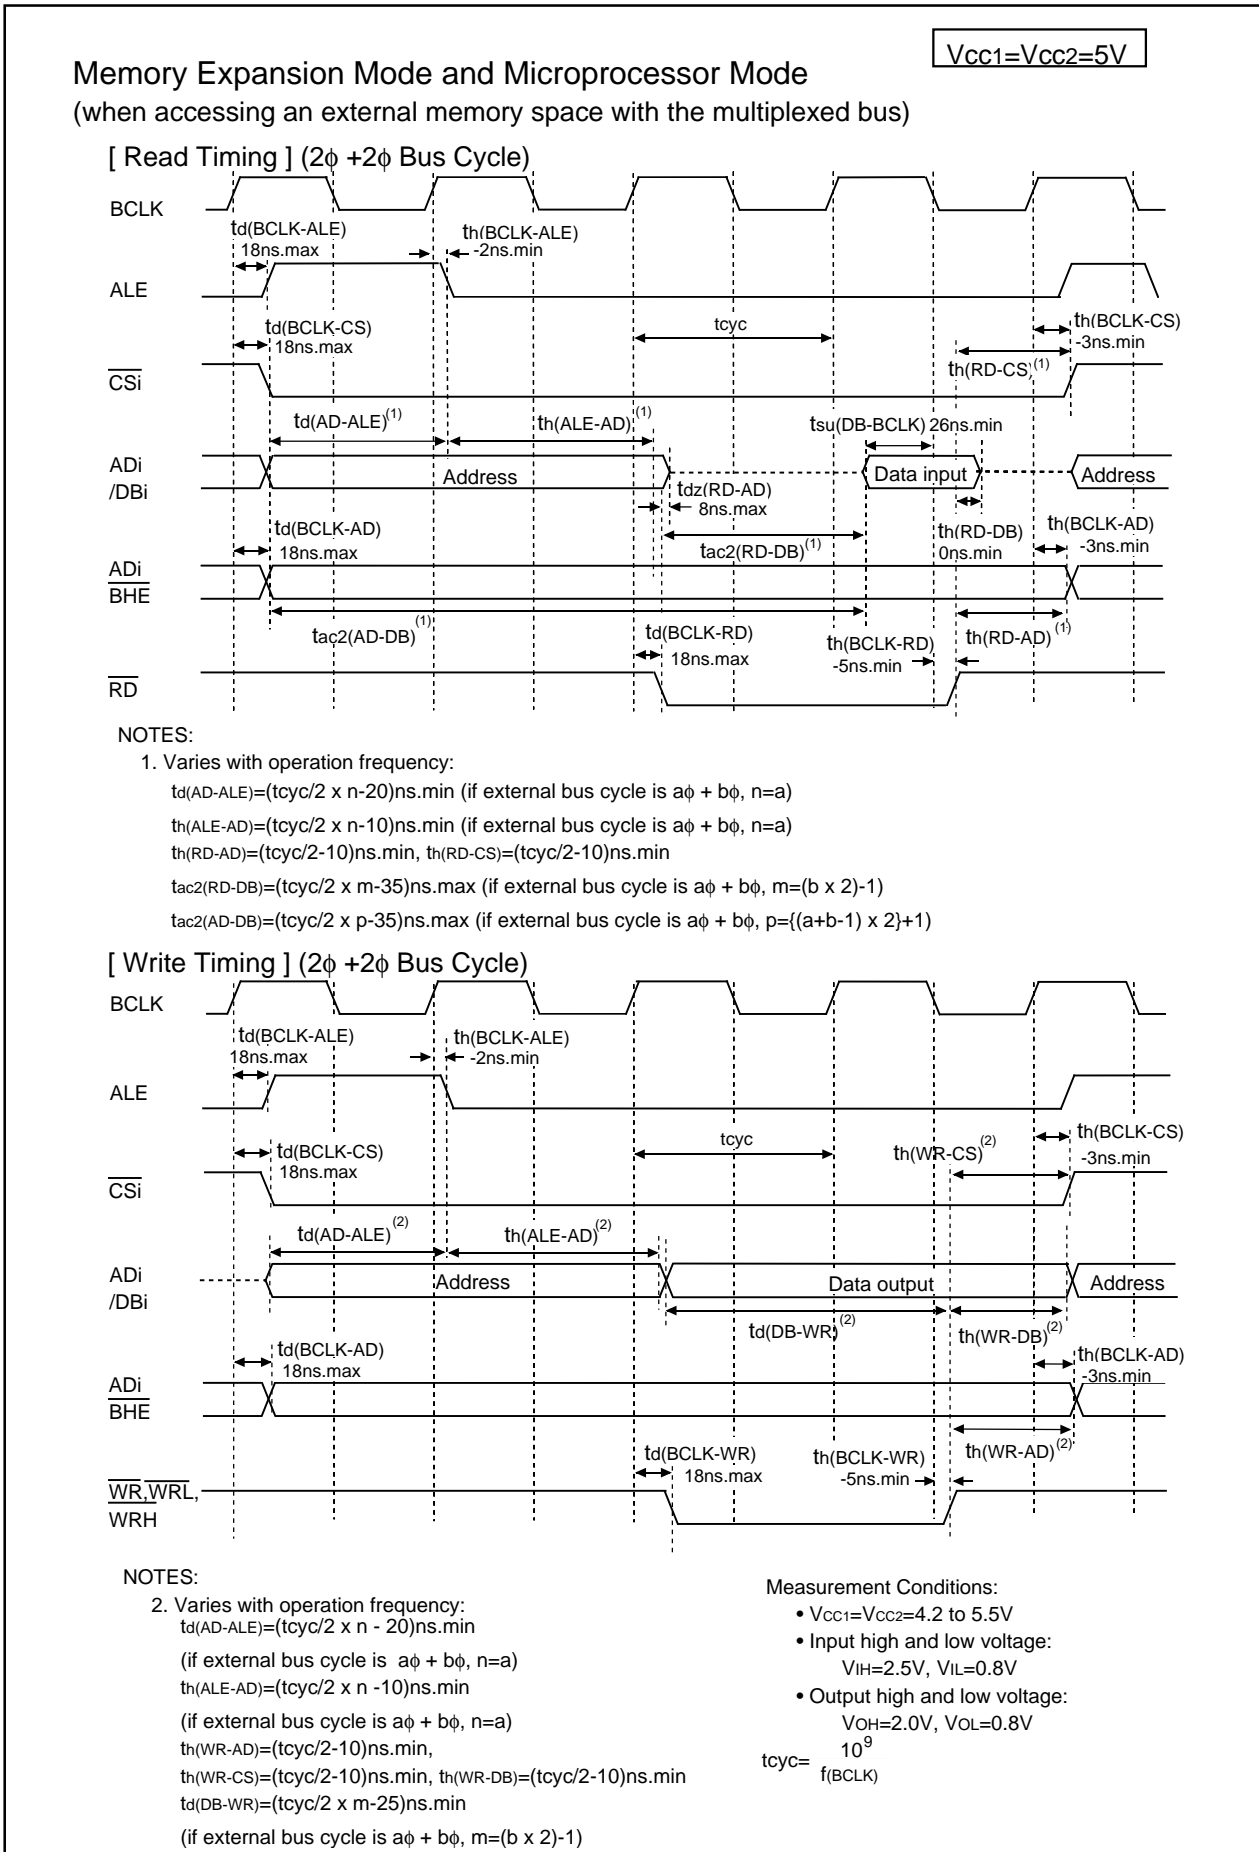 Vcc1=Vcc2=5V
Memory Expansion Mode and Microprocessor Mode
(when accessing an external memory space with the multiplexed bus)
[ Read Timing ] (2φ +2φ Bus Cycle)
BCLK
td(BCLK-ALE)
18ns.max
th(BCLK-ALE)
-2ns.min
ALE
td(BCLK-CS)
18ns.max
tcyc
th(BCLK-CS)
-3ns.min
th(RD-CS)(1)
CSi
td(AD-ALE)(1)
th(ALE-AD)(1)
tsu(DB-BCLK) 26ns.min
ADi
/DBi
Address
Data input
Address
tdz(RD-AD)
8ns.max
td(BCLK-AD)
18ns.max
tac2(RD-DB)(1)
th(RD-DB)
0ns.min
th(BCLK-AD)
-3ns.min
ADi
BHE
tac2(AD-DB)(1)
td(BCLK-RD)
18ns.max
th(BCLK-RD)
-5ns.min
th(RD-AD)(1)
RD
NOTES:
1. Varies with operation frequency:
td(AD-ALE)=(tcyc/2 x n-20)ns.min (if external bus cycle is aφ + bφ, n=a)
th(ALE-AD)=(tcyc/2 x n-10)ns.min (if external bus cycle is aφ + bφ, n=a)
th(RD-AD)=(tcyc/2-10)ns.min, th(RD-CS)=(tcyc/2-10)ns.min
tac2(RD-DB)=(tcyc/2 x m-35)ns.max (if external bus cycle is aφ + bφ, m=(b x 2)-1)
tac2(AD-DB)=(tcyc/2 x p-35)ns.max (if external bus cycle is aφ + bφ, p={(a+b-1) x 2}+1)
[ Write Timing ] (2φ +2φ Bus Cycle)
BCLK
td(BCLK-ALE)
18ns.max
th(BCLK-ALE)
-2ns.min
ALE
td(BCLK-CS)
18ns.max
tcyc
th(WR-CS)(2)
th(BCLK-CS)
-3ns.min
CSi
td(AD-ALE)(2)
th(ALE-AD)(2)
ADi
/DBi
Address
Data output
Address
td(DB-WR)(2)
th(WR-DB)(2)
td(BCLK-AD)
18ns.max
th(BCLK-AD)
-3ns.min
ADi
BHE
td(BCLK-WR)
18ns.max
th(BCLK-WR)
-5ns.min
th(WR-AD)(2)
WR,WRL,
WRH
NOTES:
2. Varies with operation frequency:
td(AD-ALE)=(tcyc/2 x n - 20)ns.min
(if external bus cycle is aφ + bφ, n=a)
th(ALE-AD)=(tcyc/2 x n -10)ns.min
(if external bus cycle is aφ + bφ, n=a)
th(WR-AD)=(tcyc/2-10)ns.min,
th(WR-CS)=(tcyc/2-10)ns.min, th(WR-DB)=(tcyc/2-10)ns.min
td(DB-WR)=(tcyc/2 x m-25)ns.min
(if external bus cycle is aφ + bφ, m=(b x 2)-1)
Measurement Conditions:
• VCC1=VCC2=4.2 to 5.5V
• Input high and low voltage:
VIH=2.5V, VIL=0.8V
• Output high and low voltage:
VOH=2.0V, VOL=0.8V
tcyc= 10^9
f(BCLK)